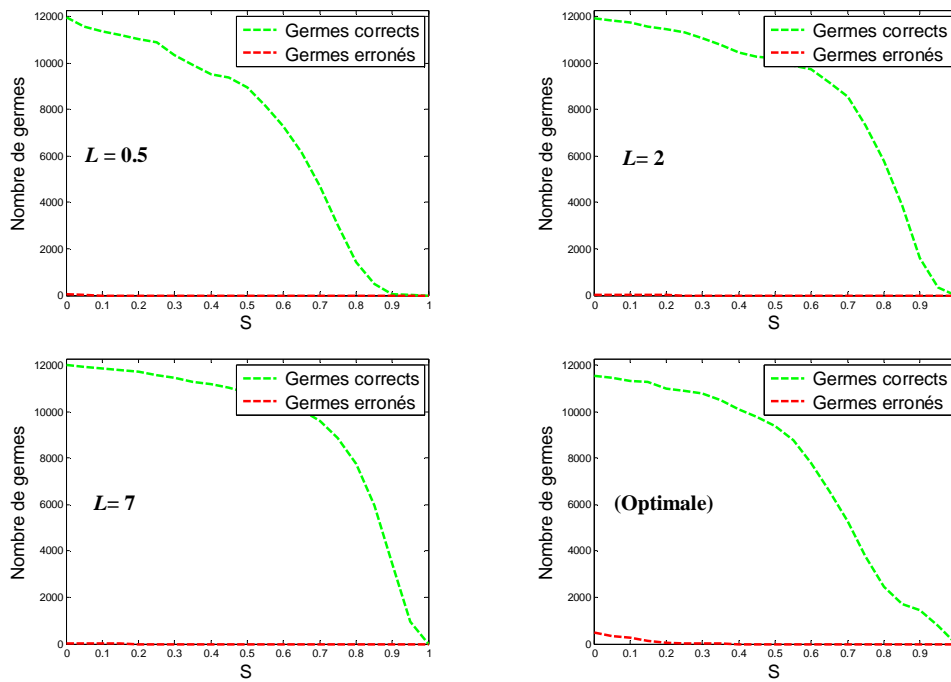 12000
10000
8000
6000
4000
2000
0
Nombre de germes
Germes corrects
Germes erronés
L = 0.5
0 0.1 0.2 0.3 0.4 0.5 0.6 0.7 0.8 0.9 1
S
12000
10000
8000
6000
4000
2000
0
Nombre de germes
Germes corrects
Germes erronés
L= 2
0 0.1 0.2 0.3 0.4 0.5 0.6 0.7 0.8 0.9
S
12000
10000
8000
6000
4000
2000
0
Nombre de germes
Germes corrects
Germes erronés
L= 7
0 0.1 0.2 0.3 0.4 0.5 0.6 0.7 0.8 0.9 1
S
12000
10000
8000
6000
4000
2000
0
Nombre de germes
Germes corrects
Germes erronés
(Optimale)
0 0.1 0.2 0.3 0.4 0.5 0.6 0.7 0.8 0.9
S